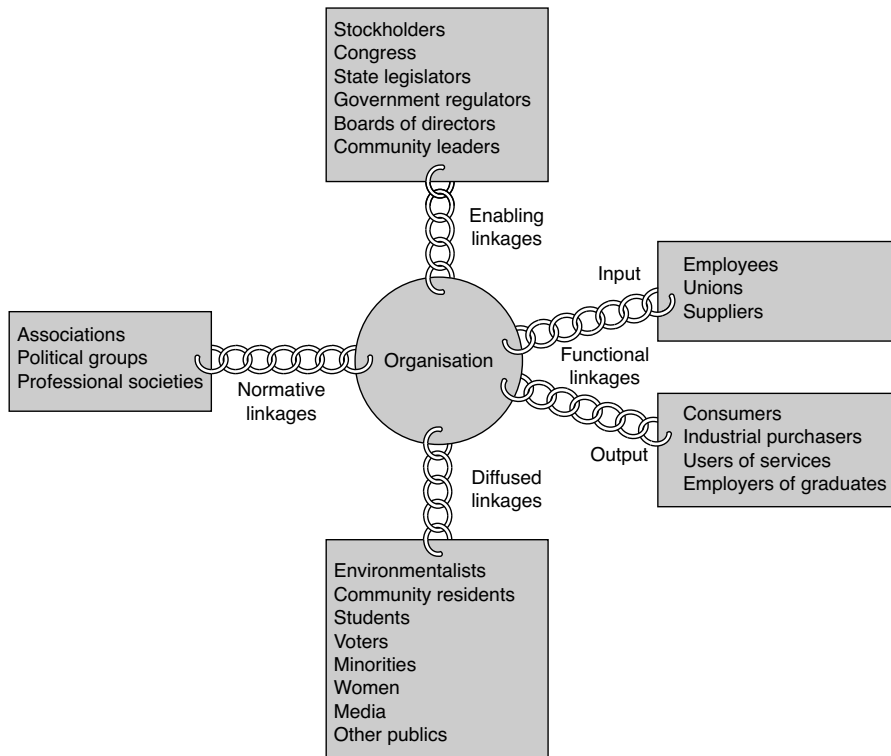 Stockholders
Congress
State legislators
Government regulators
Boards of directors
Community leaders
Enabling
linkages
Input
Employees
Unions
Suppliers
Associations
Political groups
Professional societies
Normative
linkages
Organisation
Functional
linkages
Output
Consumers
Industrial purchasers
Users of services
Employers of graduates
Diffused
linkages
Environmentalists
Community residents
Students
Voters
Minorities
Women
Media
Other publics